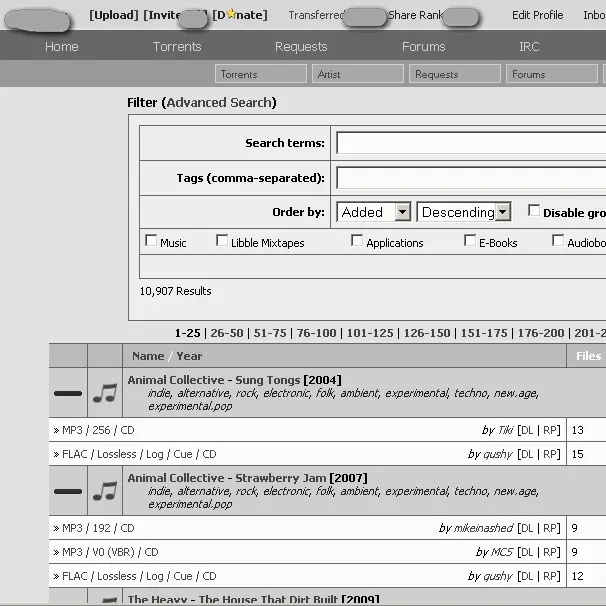 [Upload] [Invite] [Donate] Transferred Share Rank Edit Profile Inbo
Home Torrents Requests Forums IRC
Torrents Artist Requests Forums
Filter (Advanced Search)
Search terms:
Tags (comma-separated):
Order by: Added Descending Disable gro
Music Libble Mixtapes Applications E-Books Audiobo
10,907 Results
1-25 | 26-50 | 51-75 | 76-100 | 101-125 | 126-150 | 151-175 | 176-200 | 201-2
Name / Year Files
Animal Collective - Sung Tongs [2004]
indie, alternative, rock, electronic, folk, ambient, experimental, techno, new.age,
experimental.pop
» MP3 / 256 / CD by Tiki [DL | RP] 13
» FLAC / Lossless / Log / Cue / CD by qushy [DL | RP] 15
Animal Collective - Strawberry Jam [2007]
indie, alternative, rock, electronic, folk, ambient, experimental, techno, new.age,
experimental.pop
» MP3 / 192 / CD by mikeinashed [DL | RP] 9
» MP3 / V0 (VBR) / CD by MC5 [DL | RP] 9
» FLAC / Lossless / Log / Cue / CD by qushy [DL | RP] 12
The Heavy - The House That Dirt Built [2009]